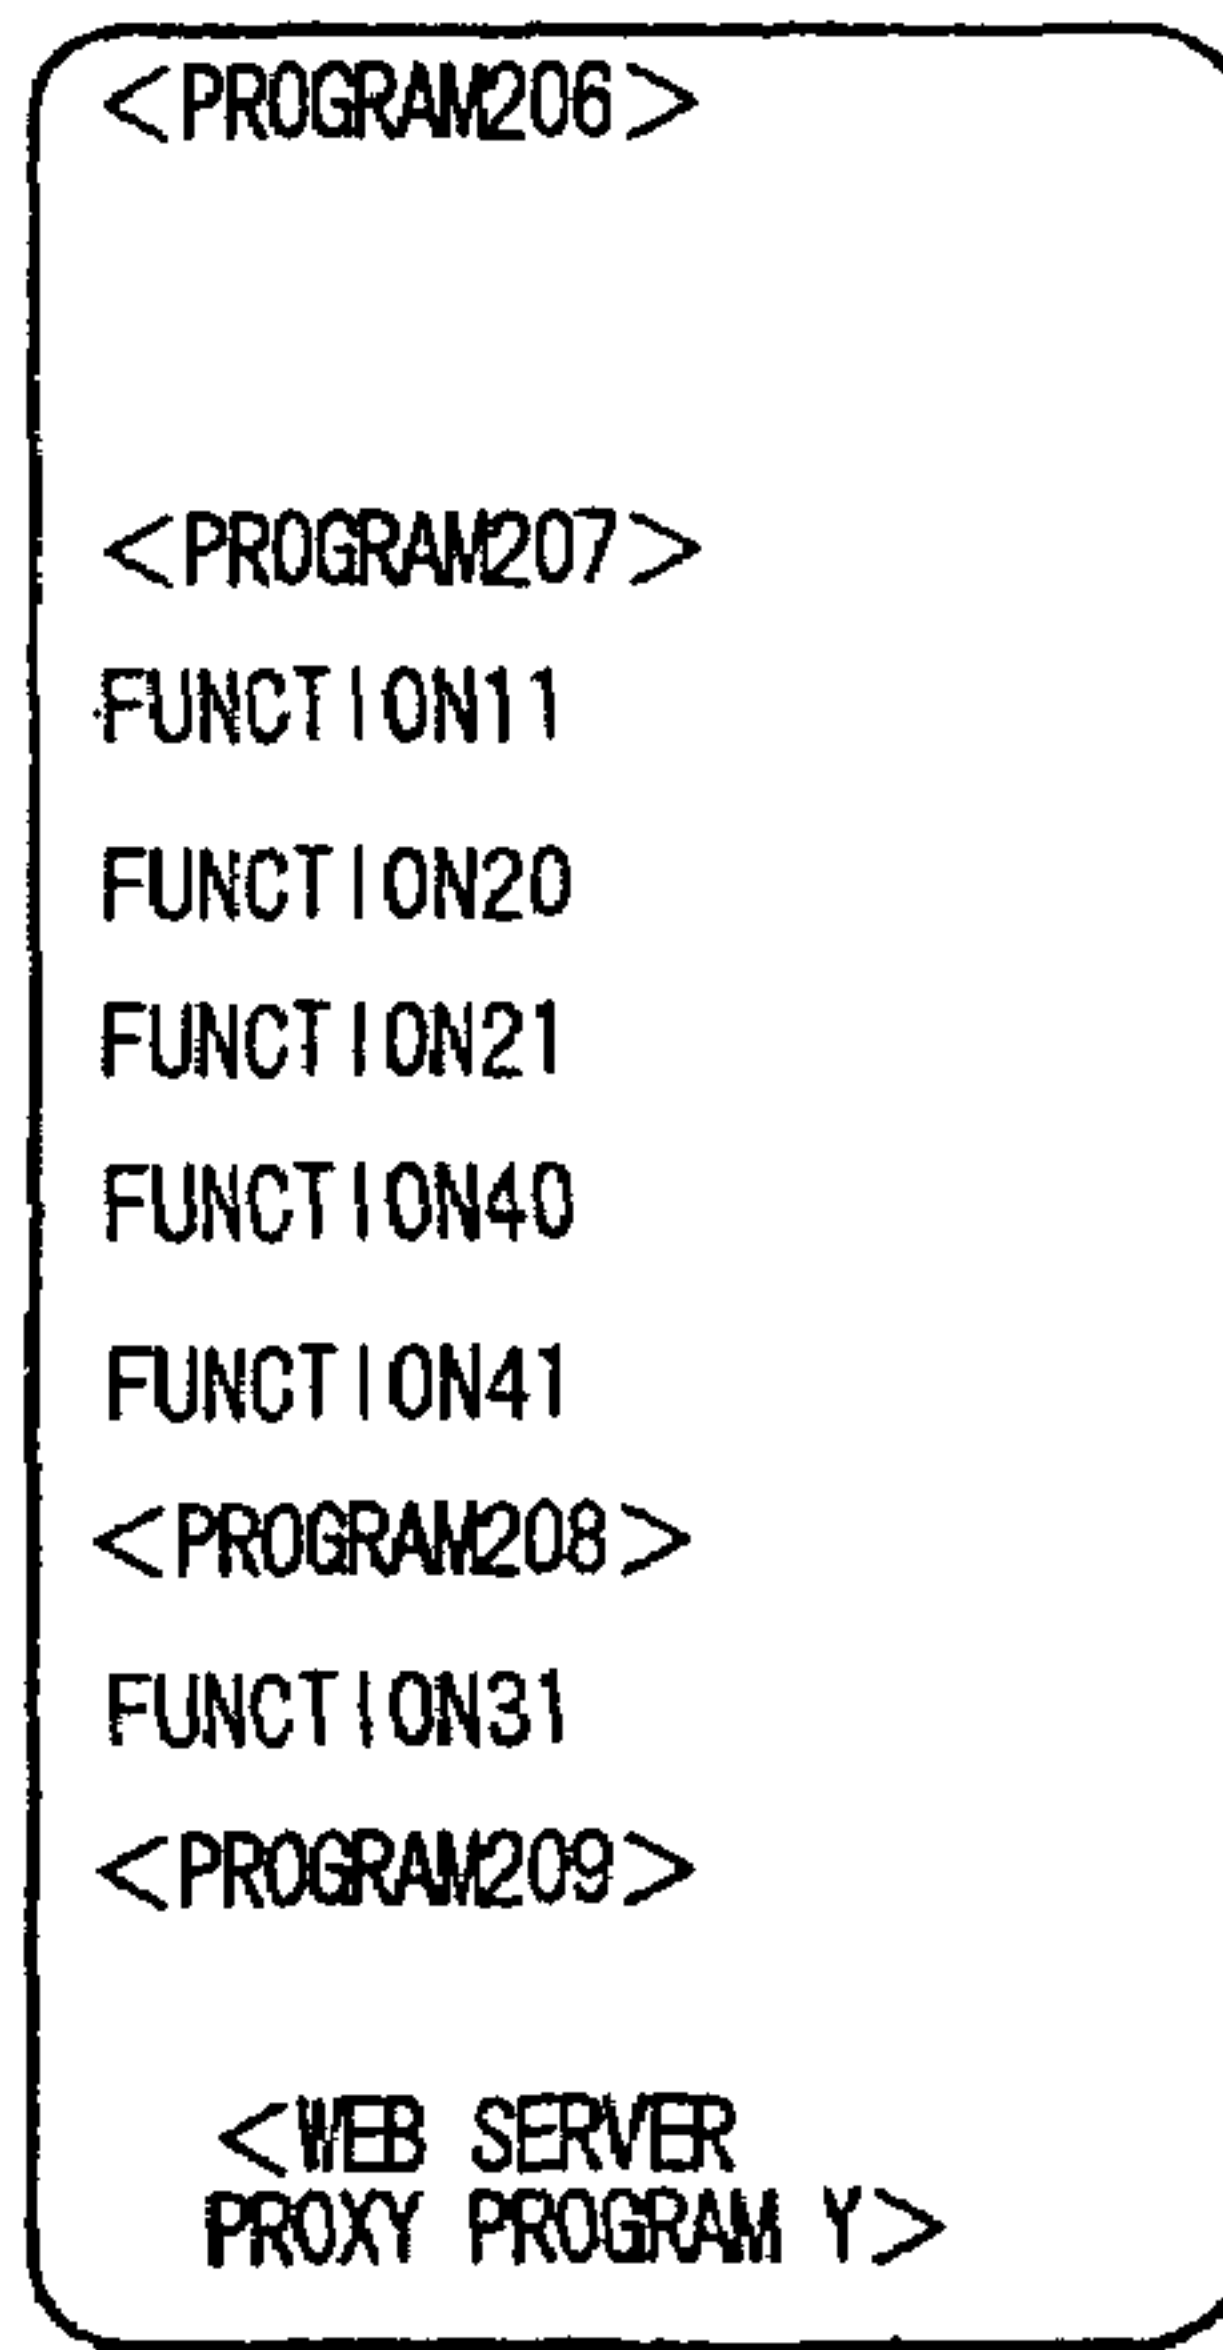 <PROGRAM206>
<PROGRAM207>
FUNCTION11
FUNCTION20
FUNCTION21
FUNCTION40
FUNCTION41
<PROGRAM208>
FUNCTION31
<PROGRAM209>
<WEB SERVER
PROXY PROGRAM Y>